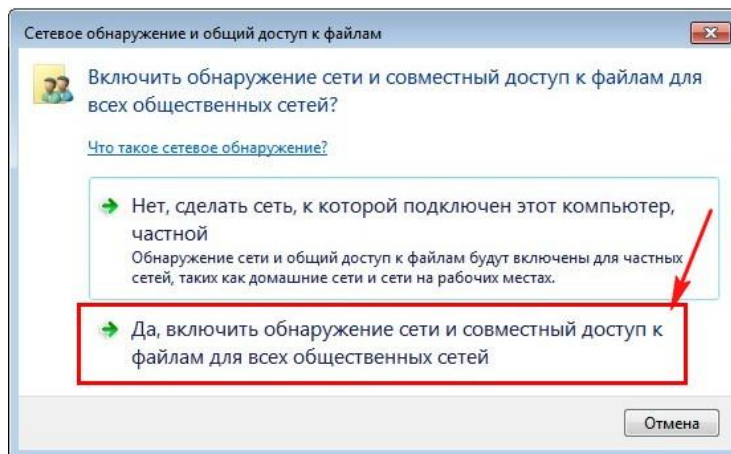 Сетевое обнаружение и общий доступ к файлам
Включить обнаружение сети и совместный доступ к файлам для
всех общественных сетей?
Что такое сетевое обнаружение?
Нет, сделать сеть, к которой подключен этот компьютер,
частной
Обнаружение сети и общий доступ к файлам будут включены для частных
сетей, таких как домашние сети и сети на рабочих местах.
Да, включить обнаружение сети и совместный доступ к
файлам для всех общественных сетей
Отмена